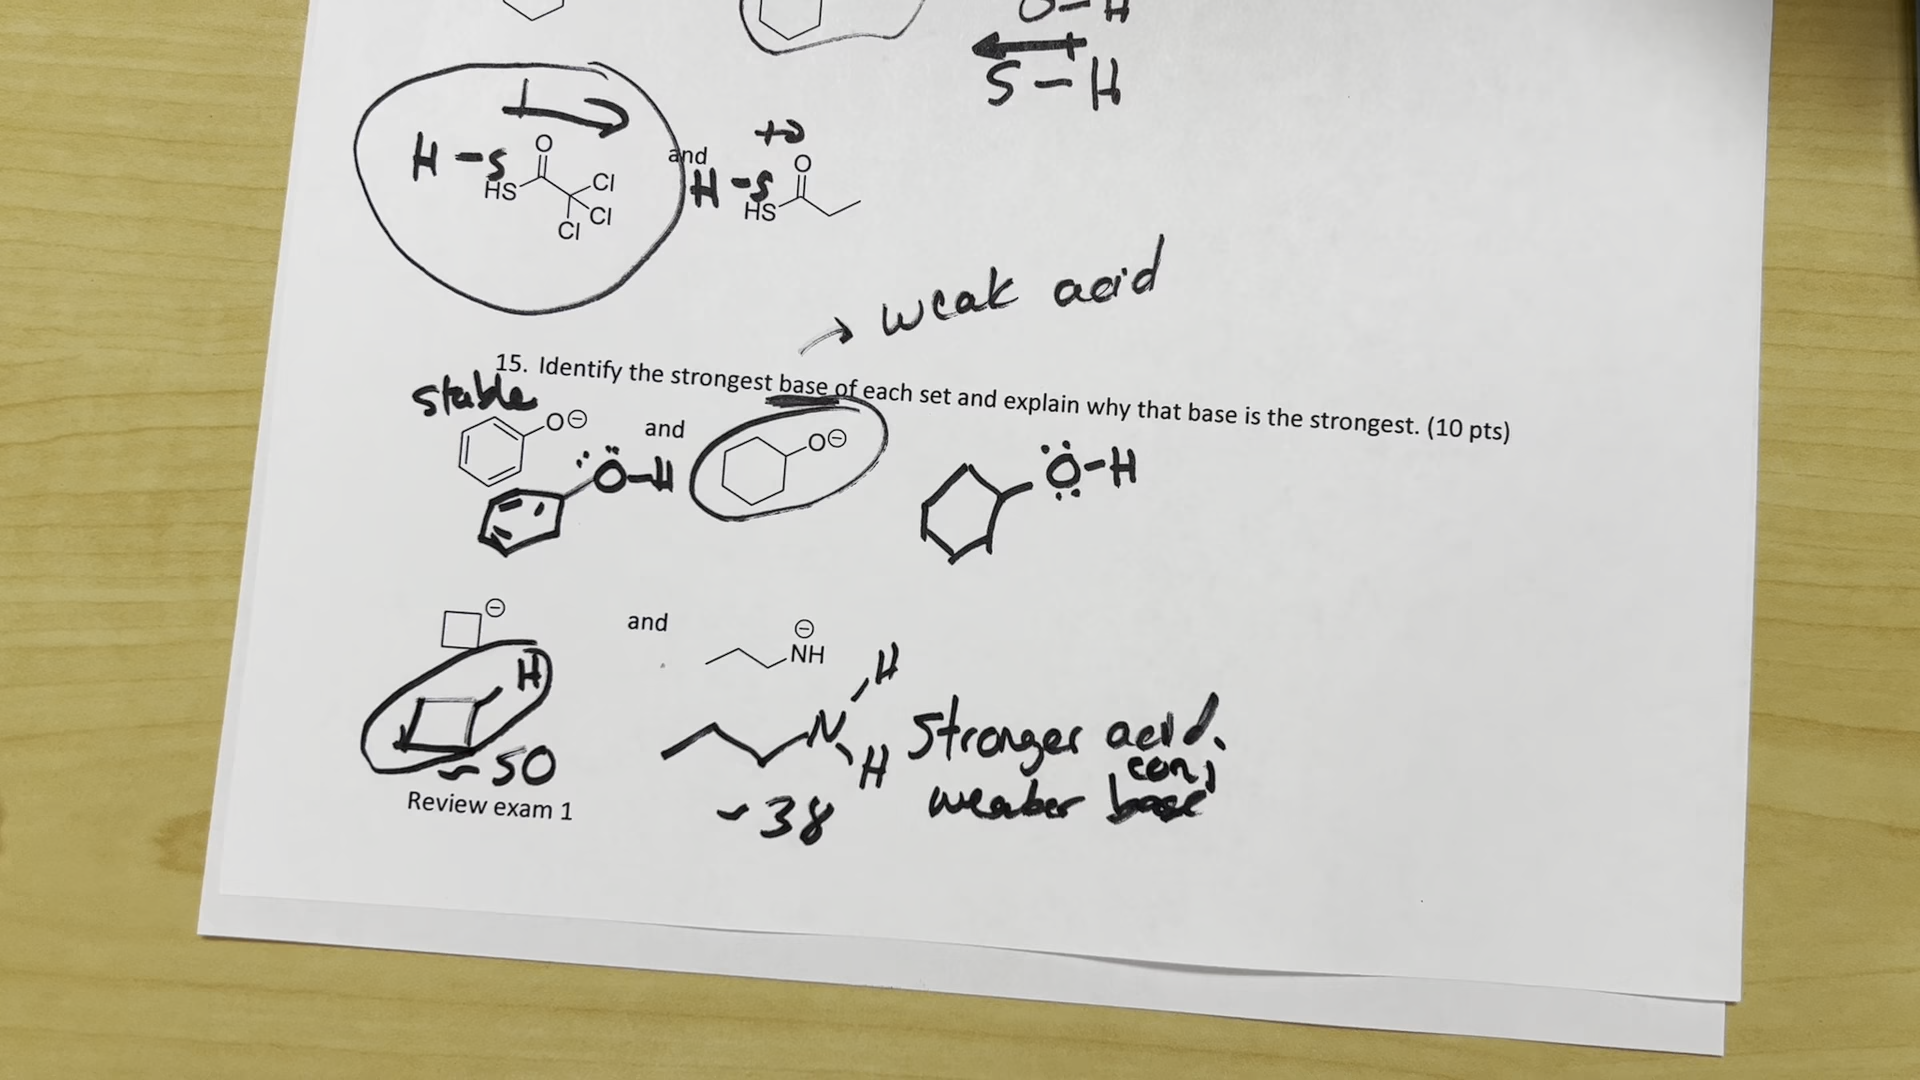 O-H
S-H
H-S
O
HS
Cl
Cl
Cl
and
H-S
O
HS
→ weak acid
15. Identify the strongest base of each set and explain why that base is the strongest. (10 pts)
stable
O⊖
and
O⊖
Ö-H
Ö-H
⊖
and
⊖
NH
H
H
N
H
~50
~38
Stronger acid.
conj
weaker base
Review exam 1